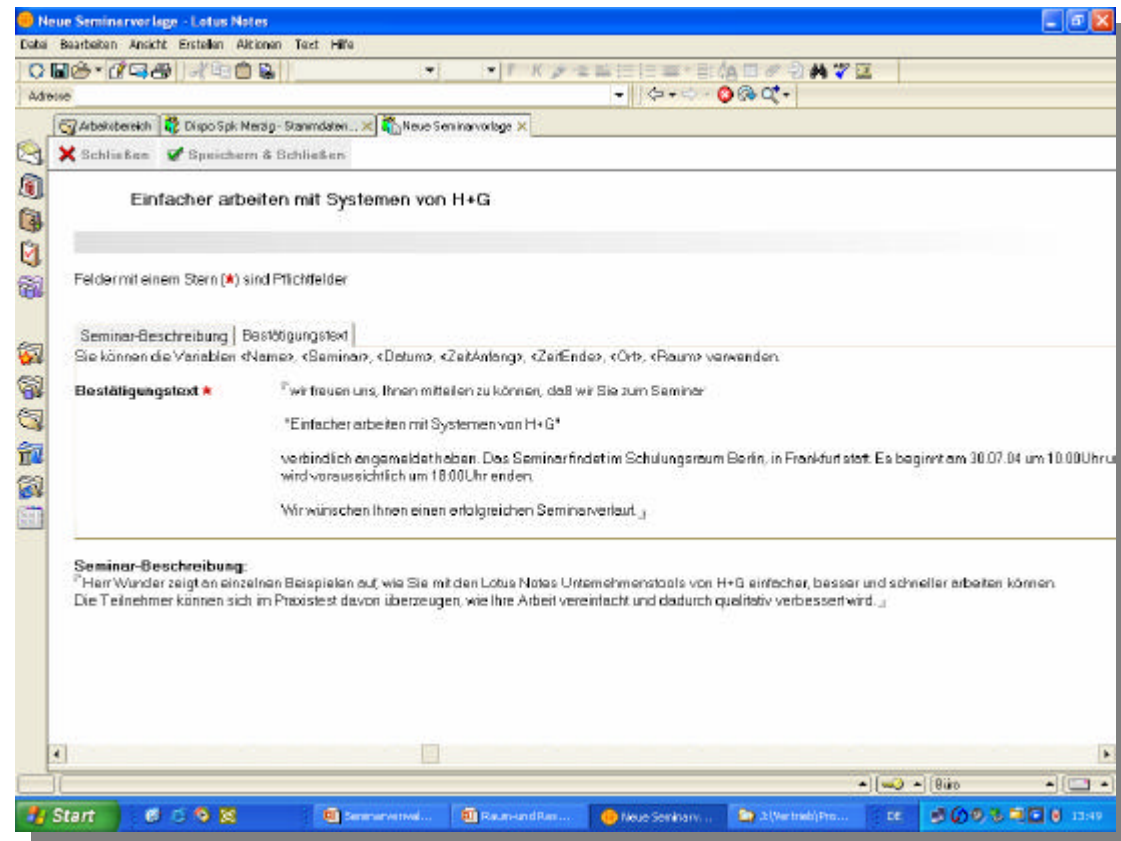 Neue Seminarvorlage - Lotus Notes
Datei Bearbeiten Ansicht Erstellen Aktionen Text Hilfe
Adresse
Arbeitsbereich Dispo Spk Merzig - Stammdaten... Neue Seminarvorlage
Schließen Speichern & Schließen
Einfacher arbeiten mit Systemen von H+G
Felder mit einem Stern (*) sind Pflichtfelder
Seminar-Beschreibung Bestätigungstext
Sie können die Variablen <Name>, <Seminar>, <Datum>, <ZeitAnfang>, <ZeitEnde>, <Ort>, <Raum> verwenden.
Bestätigungstext * wir freuen uns, Ihnen mitteilen zu können, daß wir Sie zum Seminar
"Einfacher arbeiten mit Systemen von H+G"
verbindlich angemeldet haben. Das Seminar findet im Schulungsraum Berlin, in Frankfurt statt. Es beginnt am 30.07.04 um 10:00Uhr u
wird voraussichtlich um 18:00Uhr enden.
Wir wünschen Ihnen einen erfolgreichen Seminarverlauf.
Seminar-Beschreibung:
Herr Wunder zeigt an einzelnen Beispielen auf, wie Sie mit den Lotus Notes Unternehmenstools von H+G einfacher, besser und schneller arbeiten können.
Die Teilnehmer können sich im Praxistest davon überzeugen, wie Ihre Arbeit vereinfacht und dadurch qualitativ verbessert wird.
Büro
Start Seminarverwal... Raum-und Res... Neue Seminarv... J:\Vertrieb\Pro... DE 13:49